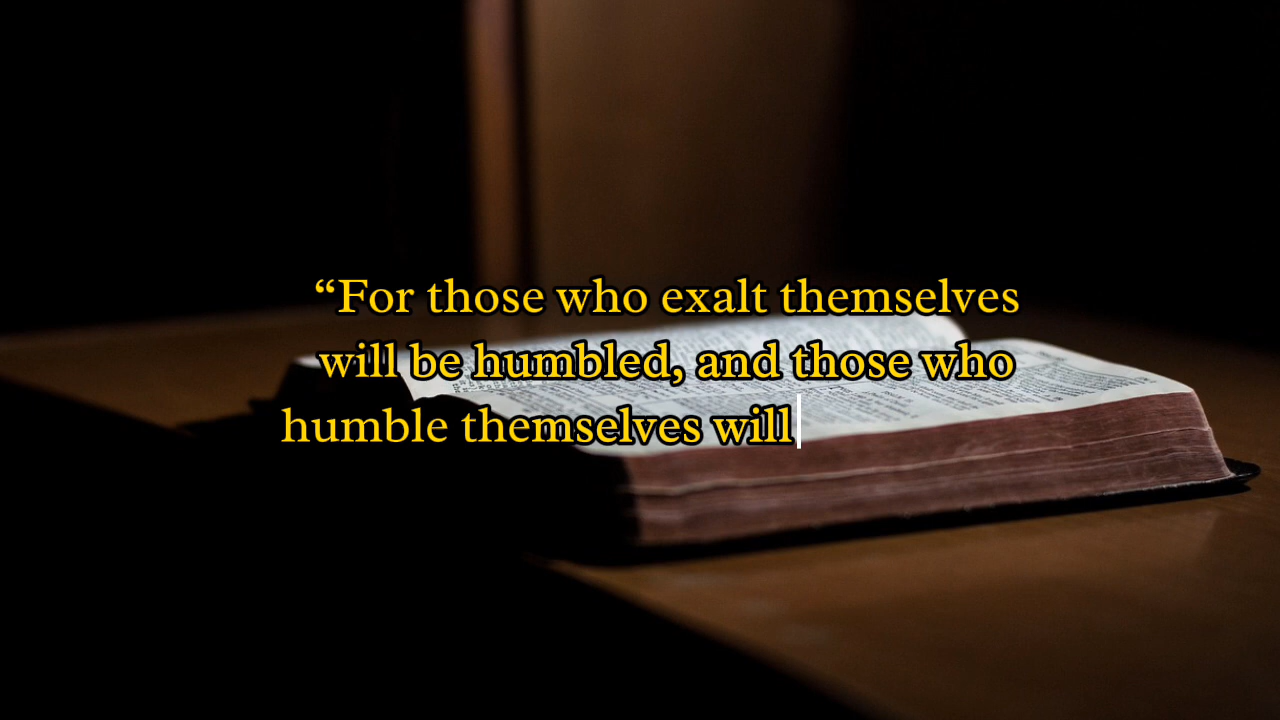 “For those who exalt themselves
will be humbled, and those who
humble themselves will